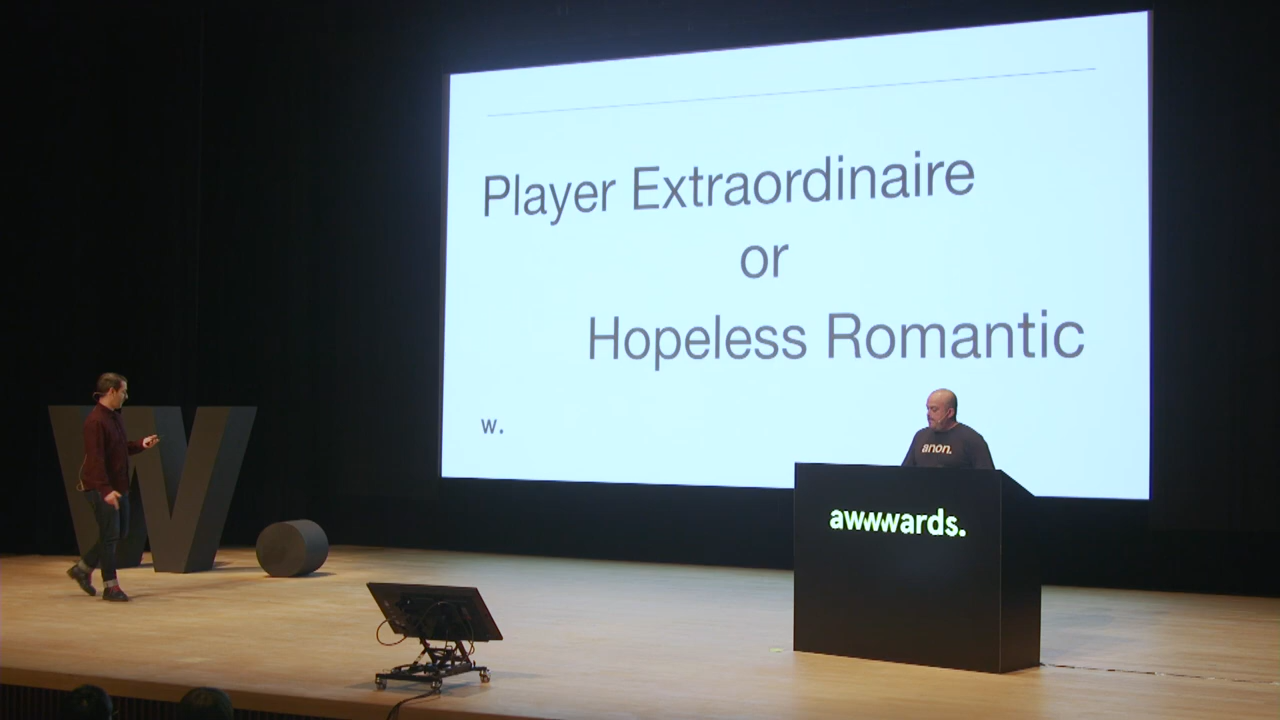 Player Extraordinaire
or
Hopeless Romantic
w.
anon.
awwwards.
W.